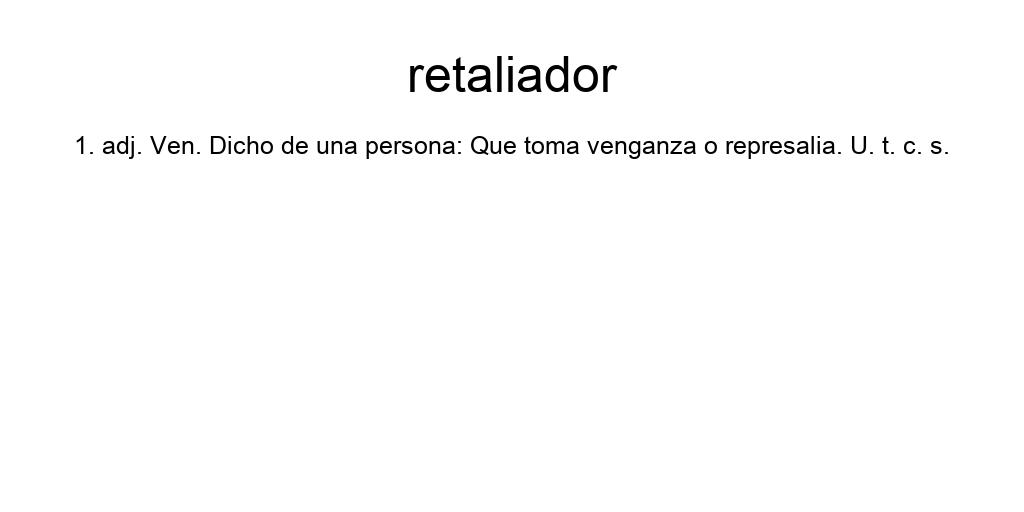 retaliador
1. adj. Ven. Dicho de una persona: Que toma venganza o represalia. U. t. c. s.